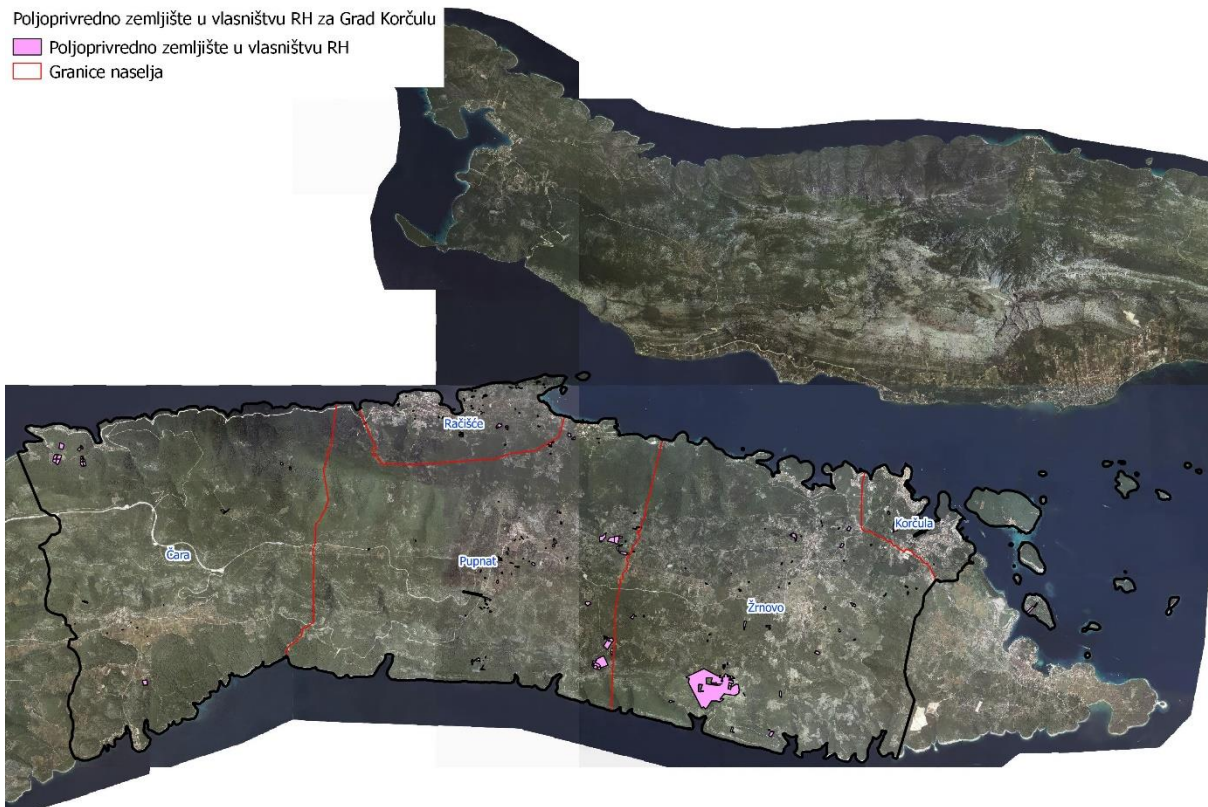 Poljoprivredno zemljište u vlasništvu RH za Grad Korčulu
Poljoprivredno zemljište u vlasništvu RH
Granice naselja
Račišće
Korčula
Čara
Pupnat
Žrnovo